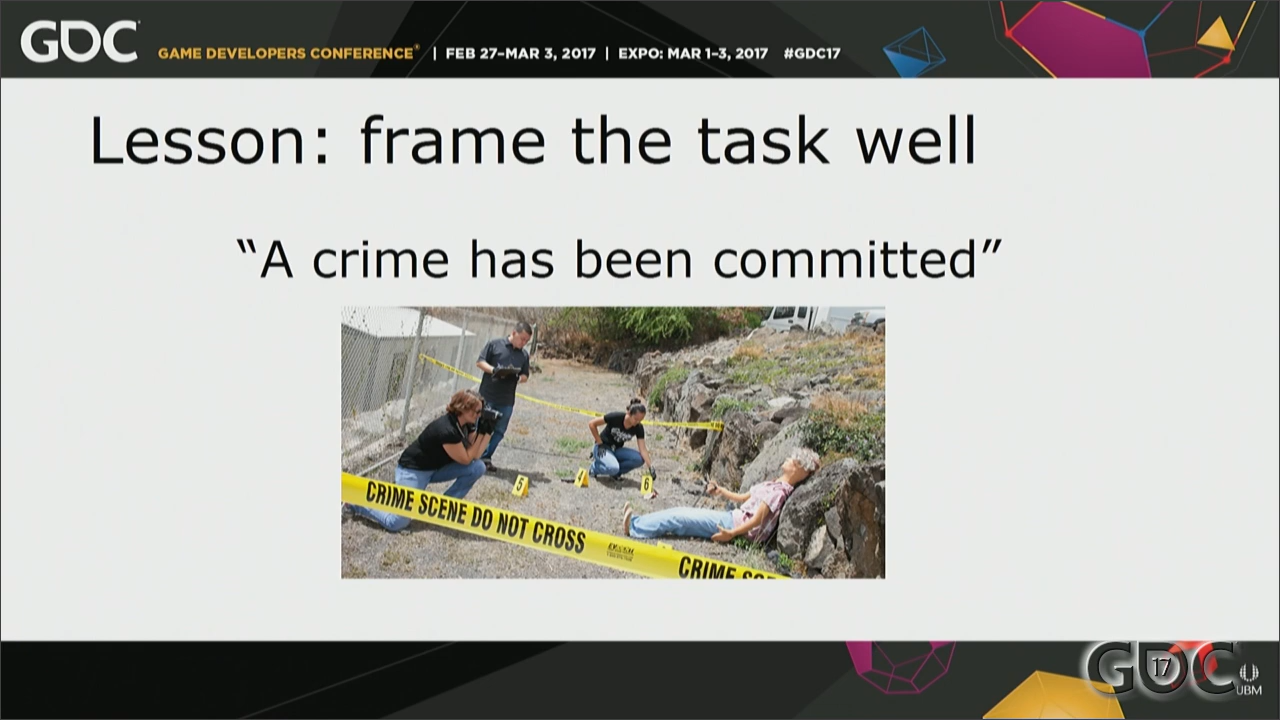 GDC GAME DEVELOPERS CONFERENCE® | FEB 27–MAR 3, 2017 | EXPO: MAR 1–3, 2017 #GDC17
Lesson: frame the task well
“A crime has been committed”
5
6
CRIME SCENE DO NOT CROSS
CRIME
GDC 17
UBM